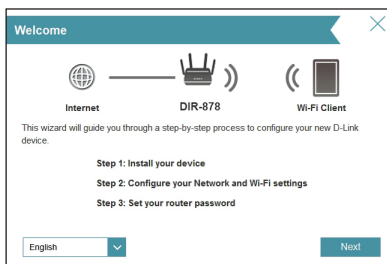 Welcome
Internet
DIR-878
Wi-Fi Client
This wizard will guide you through a step-by-step process to configure your new D-Link
device.
Step 1: Install your device
Step 2: Configure your Network and Wi-Fi settings
Step 3: Set your router password
English
Next